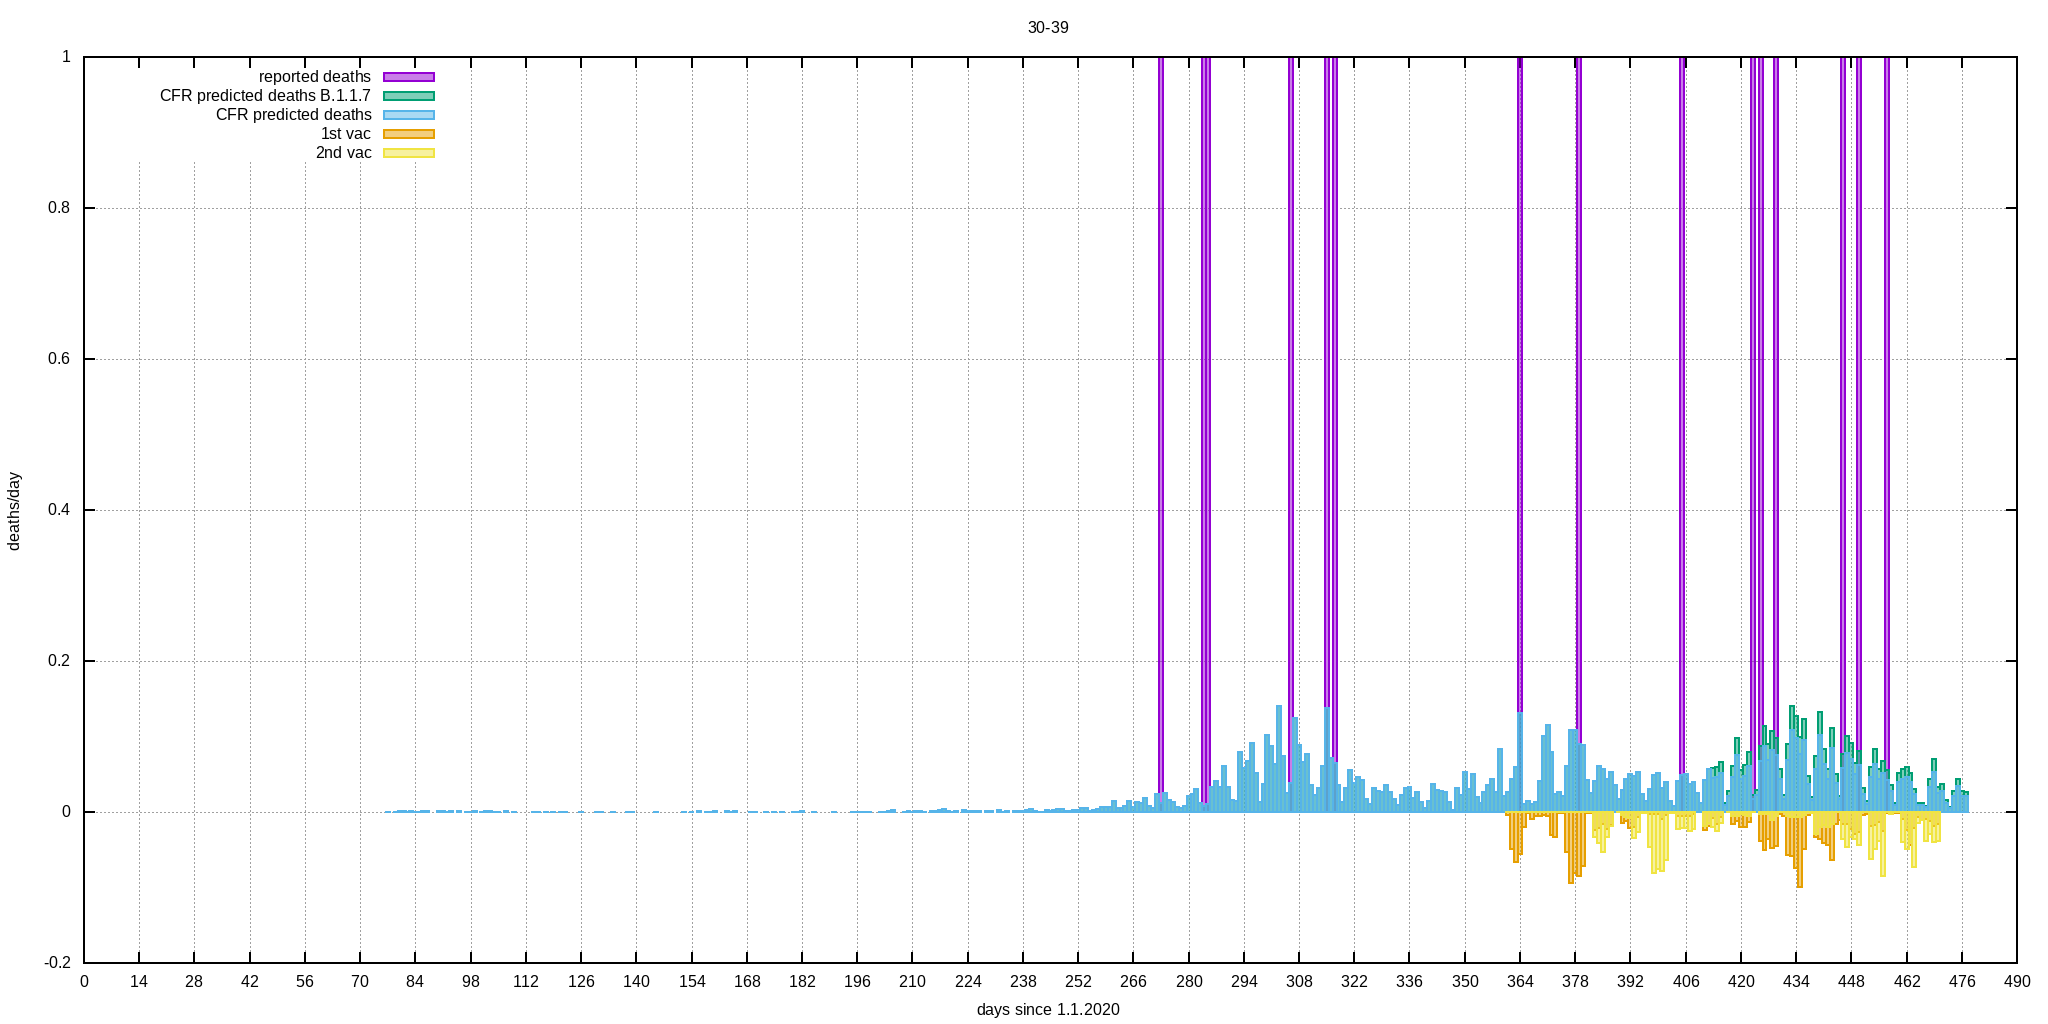 30-39
reported deaths
CFR predicted deaths B.1.1.7
CFR predicted deaths
1st vac
2nd vac
1
0.8
0.6
0.4
0.2
0
-0.2
deaths/day
0 14 28 42 56 70 84 98 112 126 140 154 168 182 196 210 224 238 252 266 280 294 308 322 336 350 364 378 392 406 420 434 448 462 476 490
days since 1.1.2020